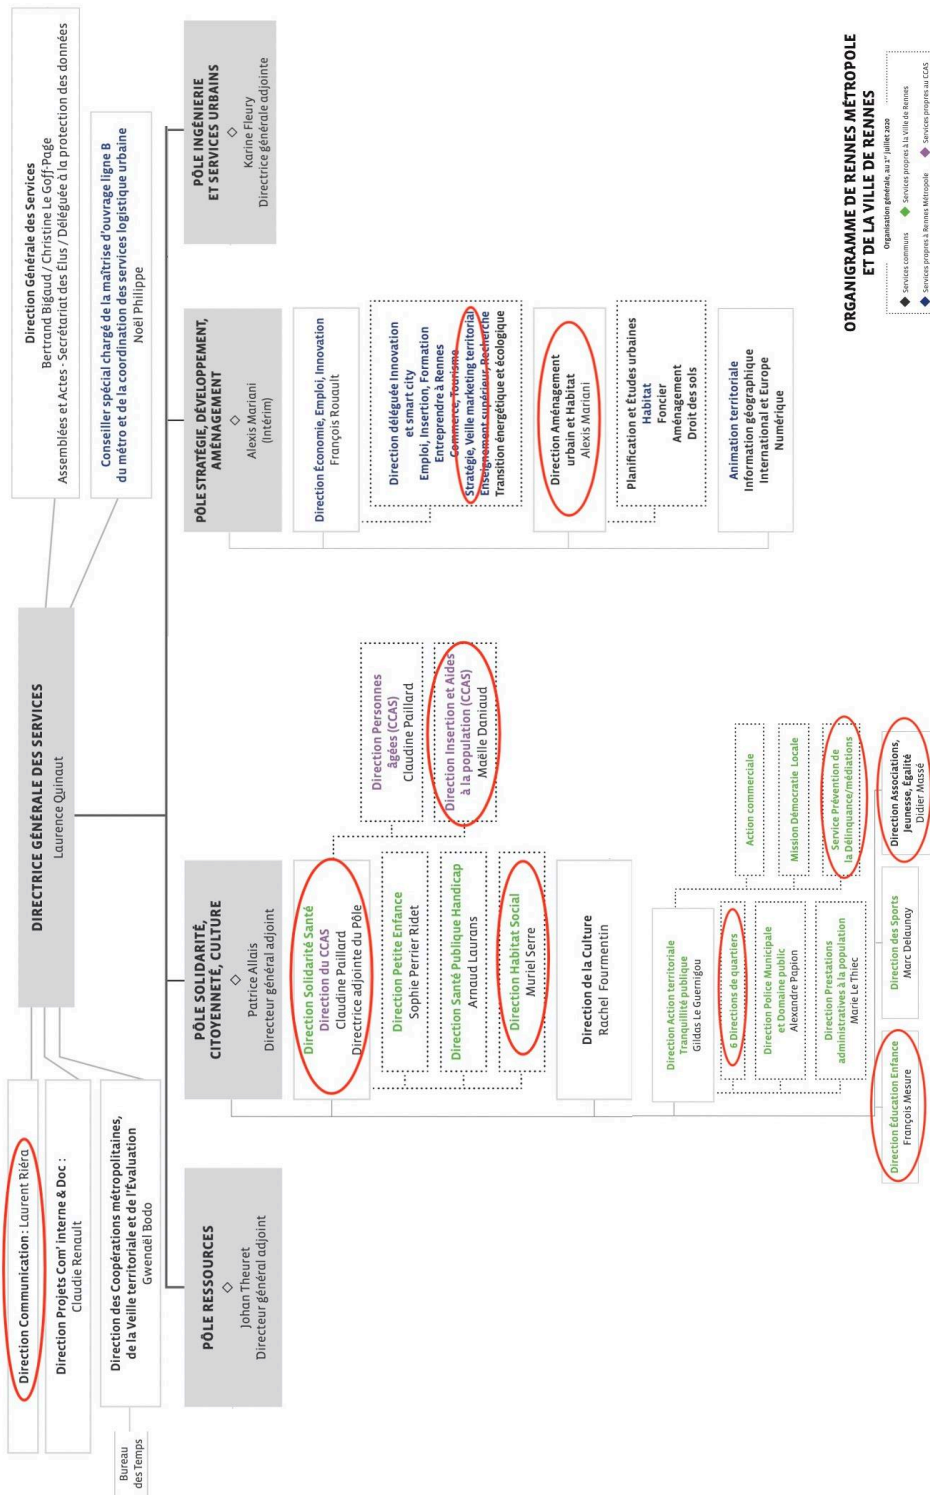 DIRECTRICE GÉNÉRALE DES SERVICES
Laurence Quinaut
Direction Communication : Laurent Riéra
Direction Projets Com' interne & Doc :
Claudie Renault
Direction des Coopérations métropolitaines,
de la Veille territoriale et de l'Évaluation
Gwenaël Bodo
Bureau
des Temps
Direction Générale des Services
Bertrand Bigaud / Christine Le Goff-Page
Assemblées et Actes - Secrétariat des Élus / Déléguée à la protection des données
Conseiller spécial chargé de la maîtrise d'ouvrage ligne B
du métro et de la coordination des services logistique urbaine
Noël Philippe
PÔLE RESSOURCES
Johan Theuret
Directeur général adjoint
PÔLE SOLIDARITÉ,
CITOYENNETÉ, CULTURE
Patrice Allais
Directeur général adjoint
Direction Solidarité Santé
Direction du CCAS
Claudine Paillard
Directrice adjointe du Pôle
Direction Personnes
âgées (CCAS)
Claudine Paillard
Direction Insertion et Aides
à la population (CCAS)
Maëlle Daniaud
Direction Petite Enfance
Sophie Perrier Ridet
Direction Santé Publique Handicap
Arnaud Laurans
Direction Habitat Social
Muriel Serre
Direction de la Culture
Rachel Fourmentin
Direction Action territoriale
Tranquillité publique
Gildas Le Guernigou
6 Directions de quartiers
Direction Police Municipale
et Domaine public
Alexandre Papion
Direction Prestations
administratives à la population
Marie Le Thiec
Action commerciale
Mission Démocratie Locale
Service Prévention de
la Délinquance/médiations
Direction Éducation Enfance
François Mesure
Direction des Sports
Marc Delaunay
Direction Associations,
Jeunesse, Égalité
Didier Massé
PÔLE STRATÉGIE, DÉVELOPPEMENT,
AMÉNAGEMENT
Alexis Mariani
(Intérim)
Direction Économie, Emploi, Innovation
François Rouault
Direction déléguée Innovation
et smart city
Emploi, Insertion, Formation
Entreprendre à Rennes
Commerce, Tourisme
Stratégie, Veille marketing territorial
Enseignement supérieur, Recherche
Transition énergétique et écologique
Direction Aménagement
urbain et Habitat
Alexis Mariani
Planification et Études urbaines
Habitat
Foncier
Aménagement
Droit des sols
Animation territoriale
Information géographique
International et Europe
Numérique
PÔLE INGÉNIERIE
ET SERVICES URBAINS
Karine Fleury
Directrice générale adjointe
ORGANIGRAMME DE RENNES MÉTROPOLE
ET DE LA VILLE DE RENNES
Organisation générale, au 1er juillet 2020
Services communs
Services propres à la Ville de Rennes
Services propres à Rennes Métropole
Services propres au CCAS